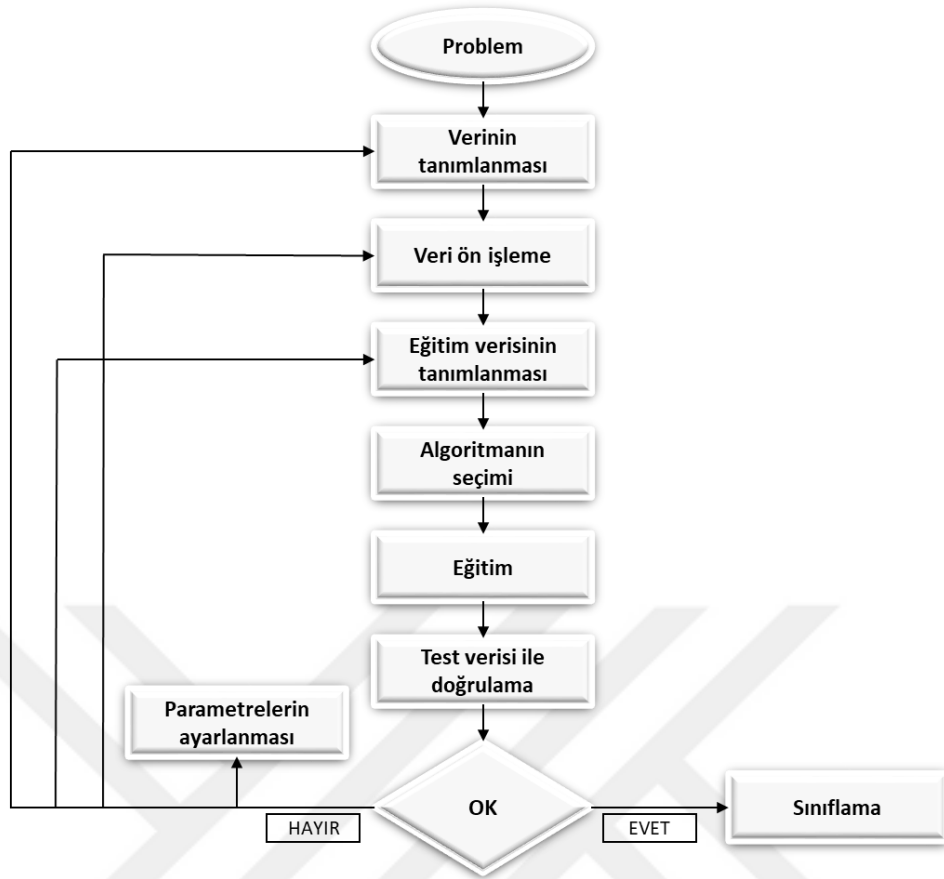 Problem
Verinin
tanımlanması
Veri ön işleme
Eğitim verisinin
tanımlanması
Algoritmanın
seçimi
Eğitim
Test verisi ile
doğrulama
Parametrelerin
ayarlanması
OK
HAYIR
EVET
Sınıflama